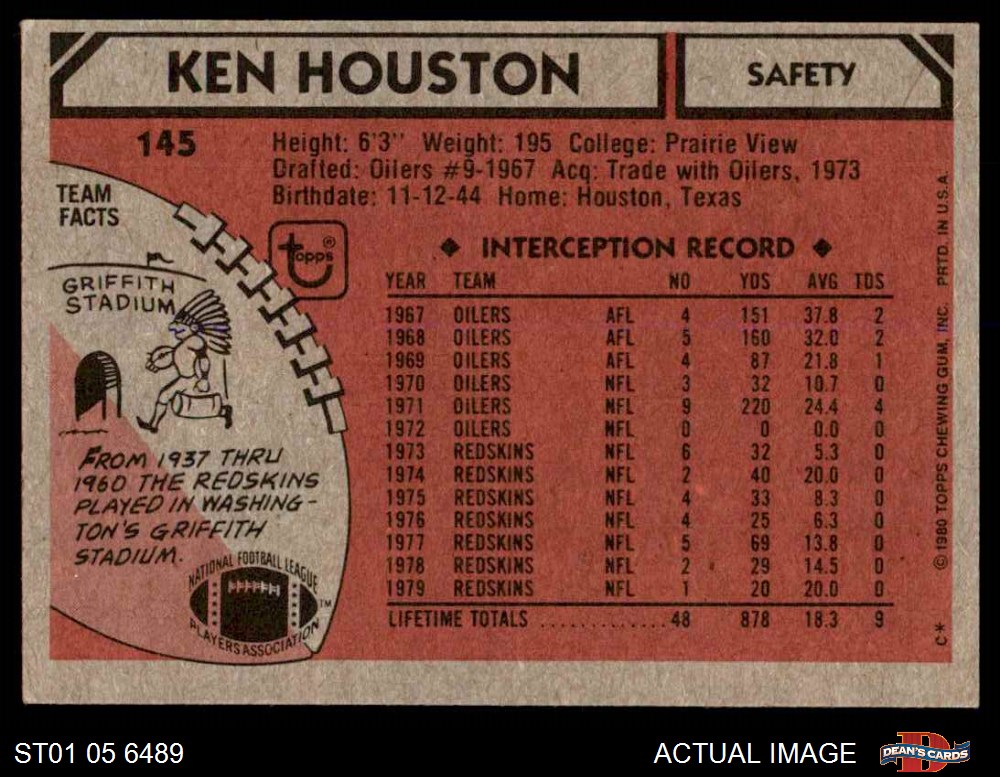 KEN HOUSTON
SAFETY
145
Height: 6'3'' Weight: 195 College: Prairie View
Drafted: Oilers #9-1967 Acq: Trade with Oilers, 1973
Birthdate: 11-12-44 Home: Houston, Texas
TEAM
FACTS
GRIFFITH
STADIUM
FROM 1937 THRU
1960 THE REDSKINS
PLAYED IN WASHING-
TON'S GRIFFITH
STADIUM.
NATIONAL FOOTBALL LEAGUE
PLAYERS ASSOCIATION
TM
topps ®
◆ INTERCEPTION RECORD ◆
YEAR TEAM NO YDS AVG TDS
1967 OILERS AFL 4 151 37.8 2
1968 OILERS AFL 5 160 32.0 2
1969 OILERS AFL 4 87 21.8 1
1970 OILERS NFL 3 32 10.7 0
1971 OILERS NFL 9 220 24.4 4
1972 OILERS NFL 0 0 0.0 0
1973 REDSKINS NFL 6 32 5.3 0
1974 REDSKINS NFL 2 40 20.0 0
1975 REDSKINS NFL 4 33 8.3 0
1976 REDSKINS NFL 4 25 6.3 0
1977 REDSKINS NFL 5 69 13.8 0
1978 REDSKINS NFL 2 29 14.5 0
1979 REDSKINS NFL 1 20 20.0 0
LIFETIME TOTALS .............48 878 18.3 9
C* © 1980 TOPPS CHEWING GUM, INC. PRTD. IN U.S.A.
ST01 05 6489
ACTUAL IMAGE
D
DEAN'S CARDS